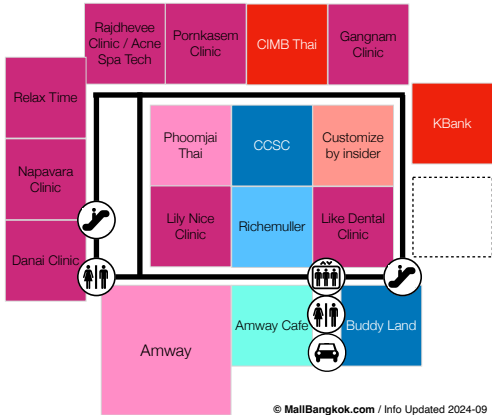 Rajdhevee
Clinic / Acne
Spa Tech
Pornkasem
Clinic
CIMB Thai
Gangnam
Clinic
Relax Time
KBank
Phoomjai
Thai
CCSC
Customize
by insider
Napavara
Clinic
Lily Nice
Clinic
Richemuller
Like Dental
Clinic
Danai Clinic
Amway
Amway Cafe
Buddy Land
© MallBangkok.com / Info Updated 2024-09